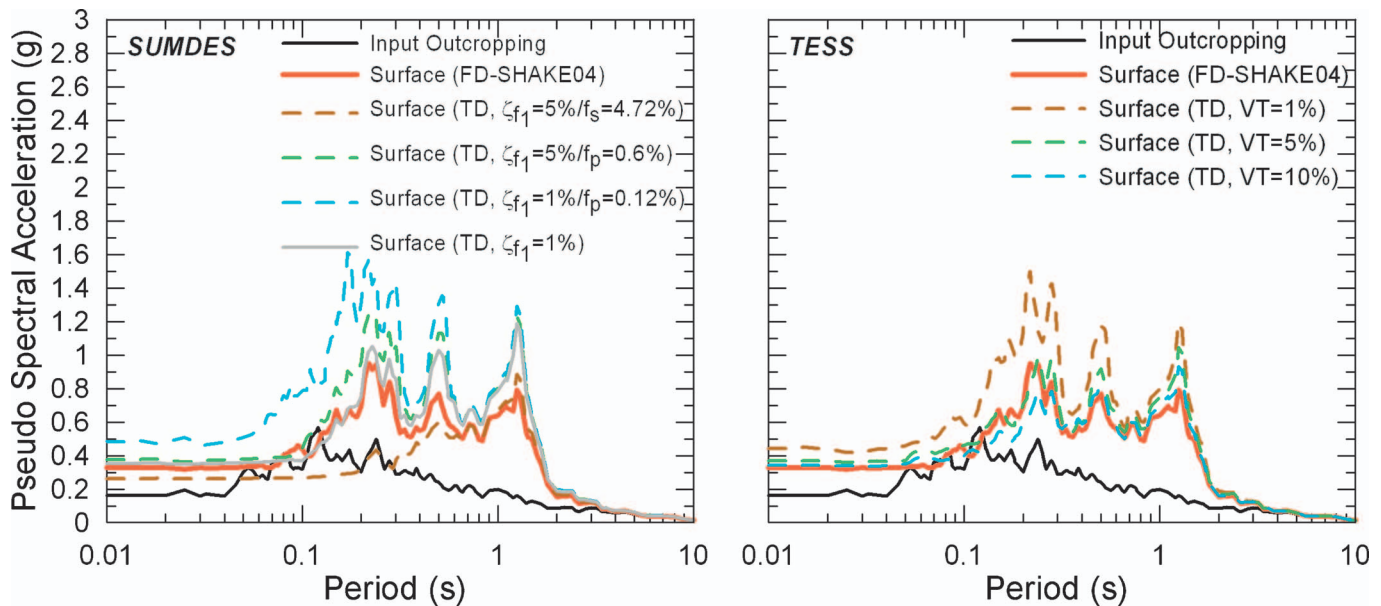 SUMDES
Input Outcropping
Surface (FD-SHAKE04)
Surface (TD, ζf1=5%/fs=4.72%)
Surface (TD, ζf1=5%/fp=0.6%)
Surface (TD, ζf1=1%/fp=0.12%)
Surface (TD, ζf1=1%)
Pseudo Spectral Acceleration (g)
3
2.8
2.6
2.4
2.2
2
1.8
1.6
1.4
1.2
1
0.8
0.6
0.4
0.2
0
0.01
0.1
1
10
Period (s)
TESS
Input Outcropping
Surface (FD-SHAKE04)
Surface (TD, VT=1%)
Surface (TD, VT=5%)
Surface (TD, VT=10%)
0.01
0.1
1
10
Period (s)